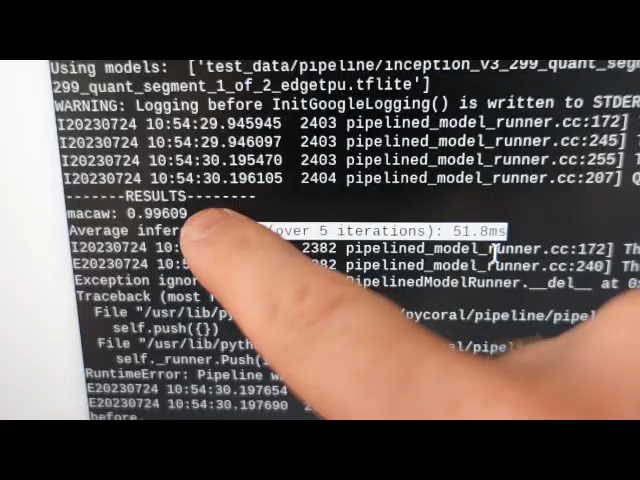 Using models: ['test_data/pipeline/inception_v3_299_quant_seg
299_quant_segment_1_of_2_edgetpu.tflite']
WARNING: Logging before InitGoogleLogging() is written to STDER
I20230724 10:54:29.945945 2403 pipelined_model_runner.cc:172]
I20230724 10:54:29.946097 2403 pipelined_model_runner.cc:245] T
I20230724 10:54:30.195470 2403 pipelined_model_runner.cc:255] T
I20230724 10:54:30.196105 2404 pipelined_model_runner.cc:207] Q
-------RESULTS--------
macaw: 0.99609
Average infer (over 5 iterations): 51.8ms
I20230724 10: 2382 pipelined_model_runner.cc:172] Th
E20230724 10:5 382 pipelined_model_runner.cc:240] T
Exception ignor PipelinedModelRunner.__del__ at 0x
Traceback (most r
File "/usr/lib/py /pycoral/pipeline/pipel
self.push({})
File "/usr/lib/pyth coral/pipe
self._runner.Push(
RuntimeError: Pipeline w
E20230724 10:54:30.197654
E20230724 10:54:30.197690 2
before.